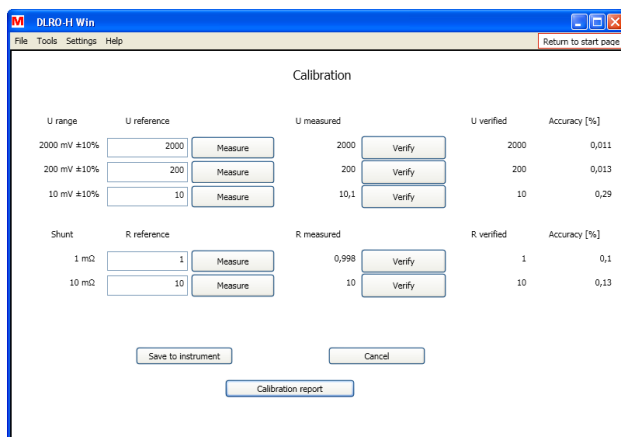 M DLRO-H Win
File Tools Settings Help Return to start page
Calibration
U range U reference U measured U verified Accuracy [%]
2000 mV ±10% 2000 Measure 2000 Verify 2000 0,011
200 mV ±10% 200 Measure 200 Verify 200 0,013
10 mV ±10% 10 Measure 10,1 Verify 10 0,29
Shunt R reference R measured R verified Accuracy [%]
1 mΩ 1 Measure 0,998 Verify 1 0,1
10 mΩ 10 Measure 10 Verify 10 0,13
Save to instrument Cancel
Calibration report